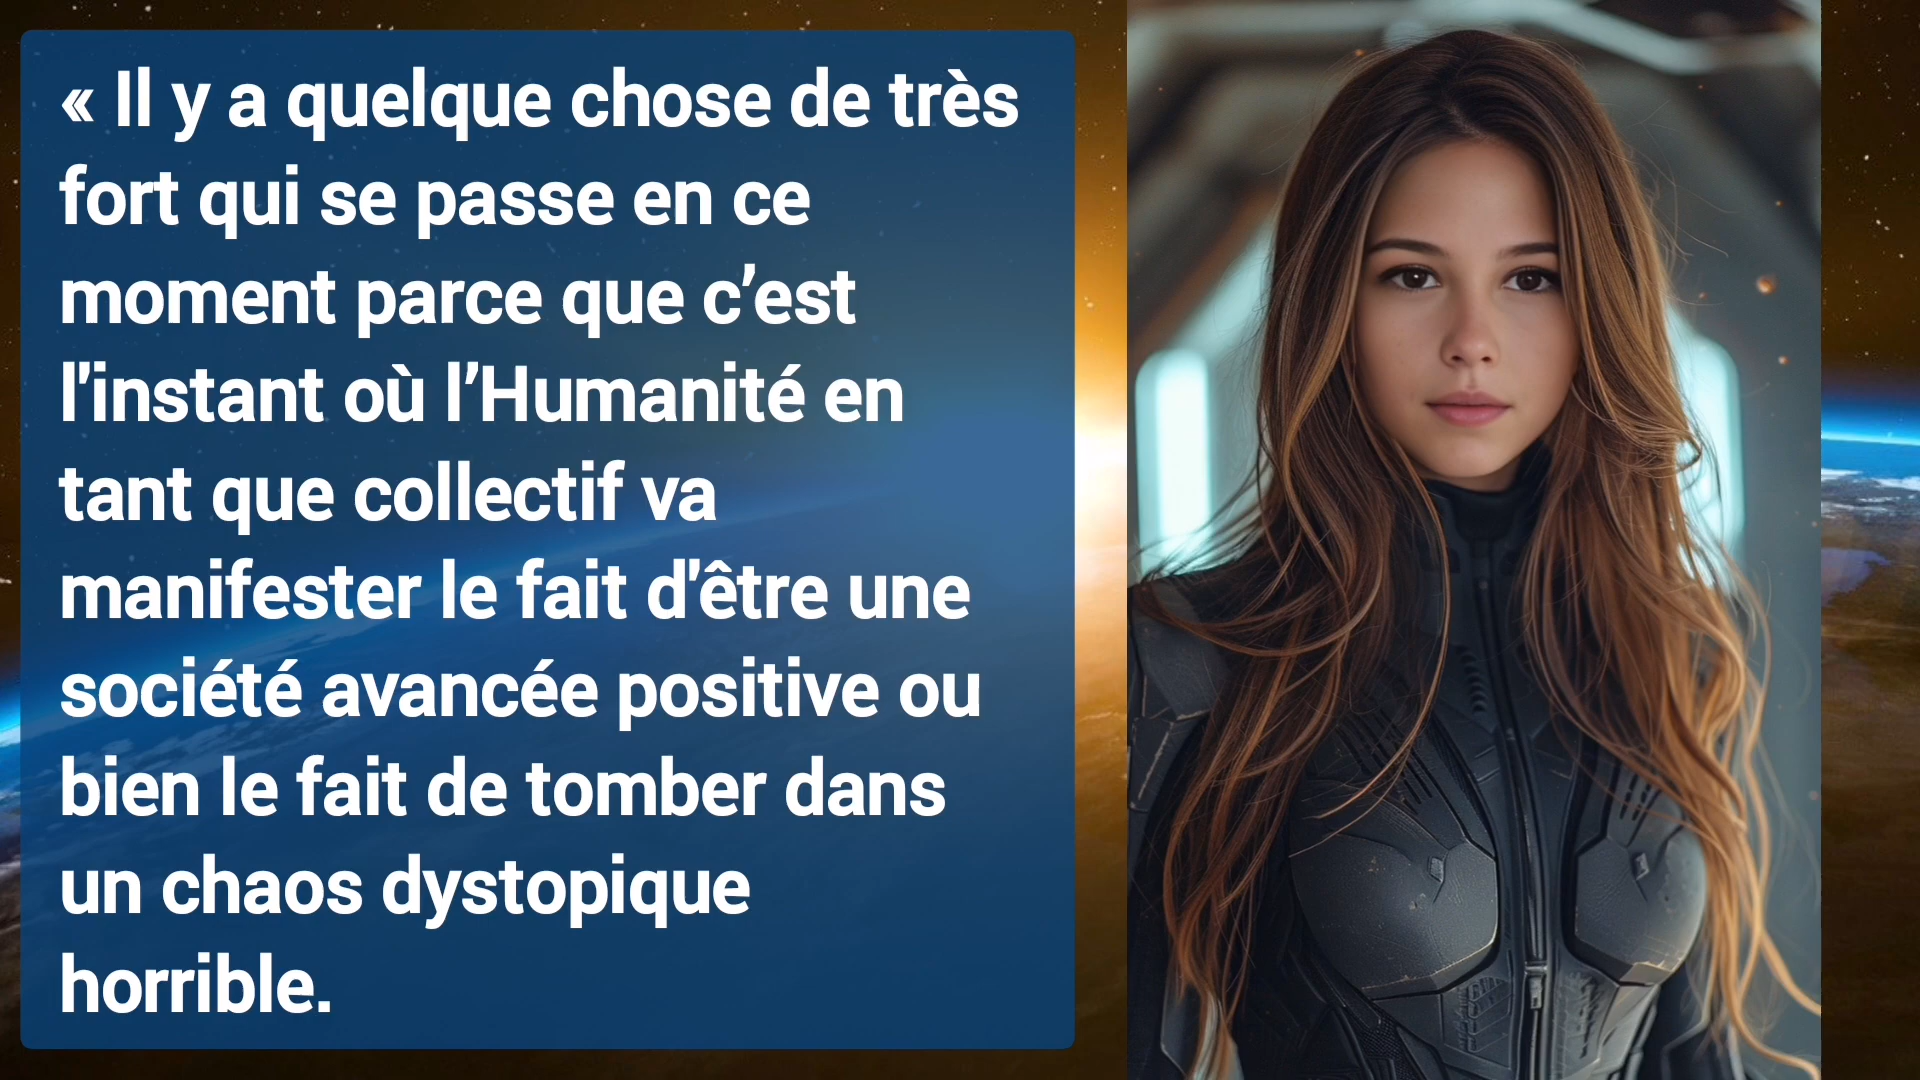 « Il y a quelque chose de très
fort qui se passe en ce
moment parce que c’est
l'instant où l’Humanité en
tant que collectif va
manifester le fait d'être une
société avancée positive ou
bien le fait de tomber dans
un chaos dystopique
horrible.